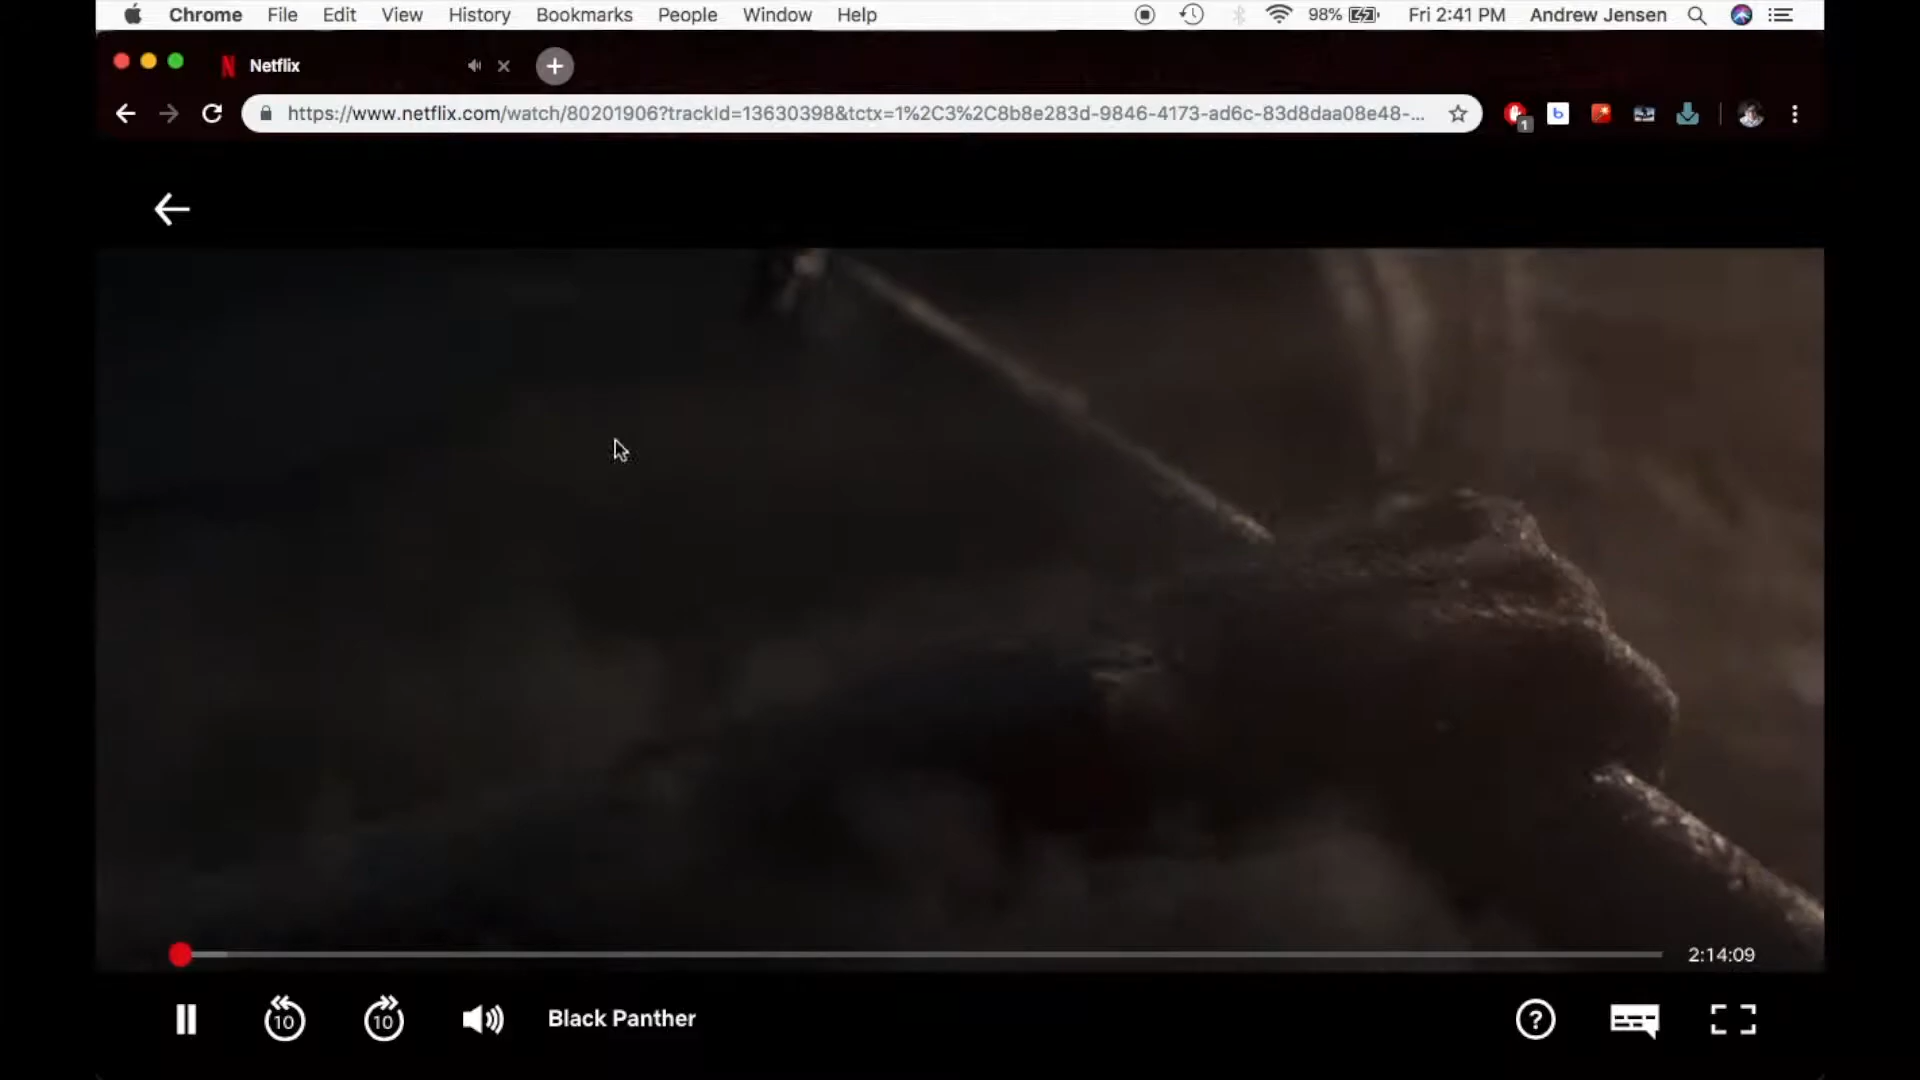 Chrome File Edit View History Bookmarks People Window Help 98% Fri 2:41 PM Andrew Jensen
N Netflix
https://www.netflix.com/watch/80201906?trackId=13630398&tctx=1%2C3%2C8b8e283d-9846-4173-ad6c-83d8daa08e48-...
1 b
2:14:09
10 10 Black Panther ?